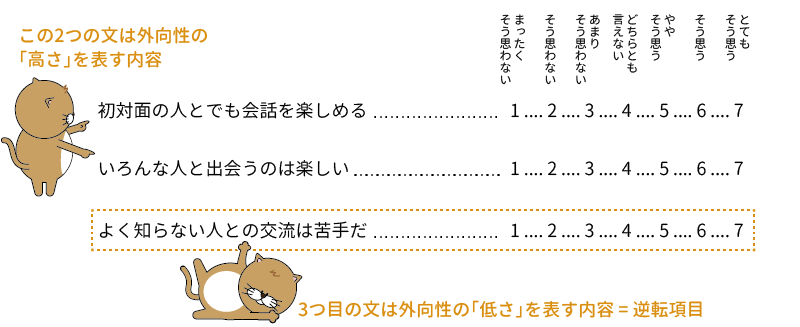 この2つの文は外向性の
「高さ」を表す内容
まったく
そう思わない
そう思わない
あまり
そう思わない
どちらとも
言えない
やや
そう思う
そう思う
とても
そう思う
初対面の人とでも会話を楽しめる ........................ 1 .... 2 .... 3 .... 4 .... 5 .... 6 .... 7
いろんな人と出会うのは楽しい ............................ 1 .... 2 .... 3 .... 4 .... 5 .... 6 .... 7
よく知らない人との交流は苦手だ ........................ 1 .... 2 .... 3 .... 4 .... 5 .... 6 .... 7
3つ目の文は外向性の「低さ」を表す内容 = 逆転項目